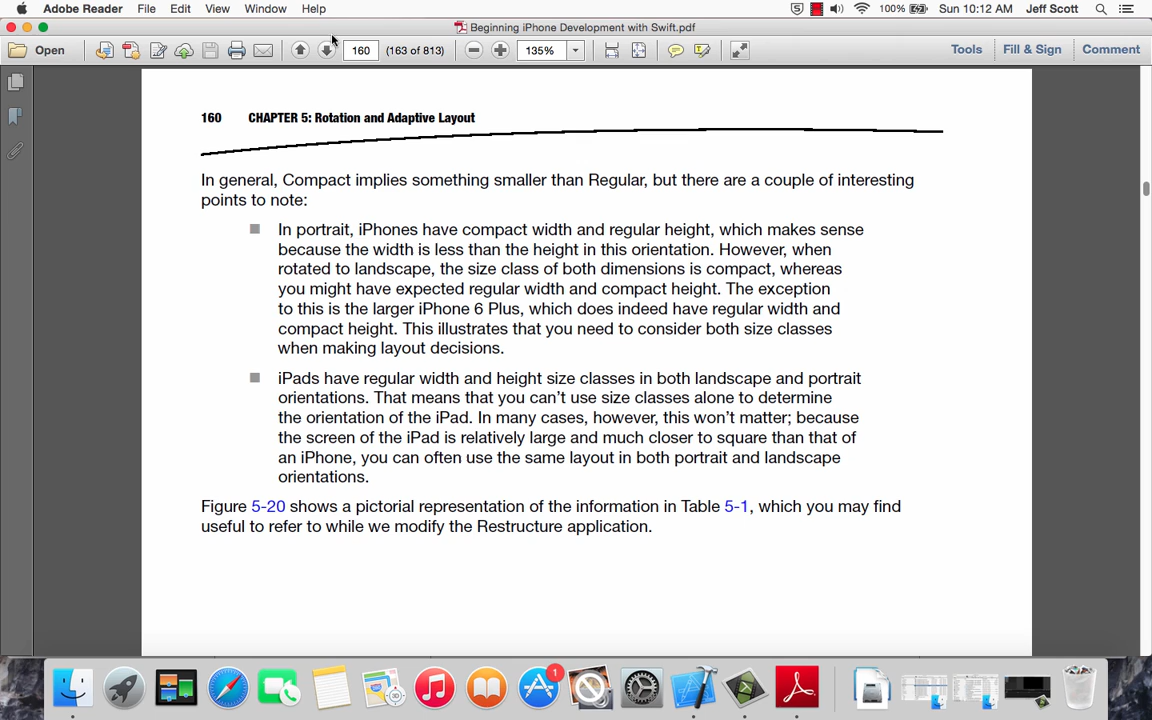 Adobe Reader File Edit View Window Help 100% Sun 10:12 AM Jeff Scott
Beginning iPhone Development with Swift.pdf
Open 160 (163 of 813) 135% Tools Fill & Sign Comment
160 CHAPTER 5: Rotation and Adaptive Layout
In general, Compact implies something smaller than Regular, but there are a couple of interesting
points to note:
In portrait, iPhones have compact width and regular height, which makes sense
because the width is less than the height in this orientation. However, when
rotated to landscape, the size class of both dimensions is compact, whereas
you might have expected regular width and compact height. The exception
to this is the larger iPhone 6 Plus, which does indeed have regular width and
compact height. This illustrates that you need to consider both size classes
when making layout decisions.
iPads have regular width and height size classes in both landscape and portrait
orientations. That means that you can’t use size classes alone to determine
the orientation of the iPad. In many cases, however, this won’t matter; because
the screen of the iPad is relatively large and much closer to square than that of
an iPhone, you can often use the same layout in both portrait and landscape
orientations.
Figure 5-20 shows a pictorial representation of the information in Table 5-1, which you may find
useful to refer to while we modify the Restructure application.
1